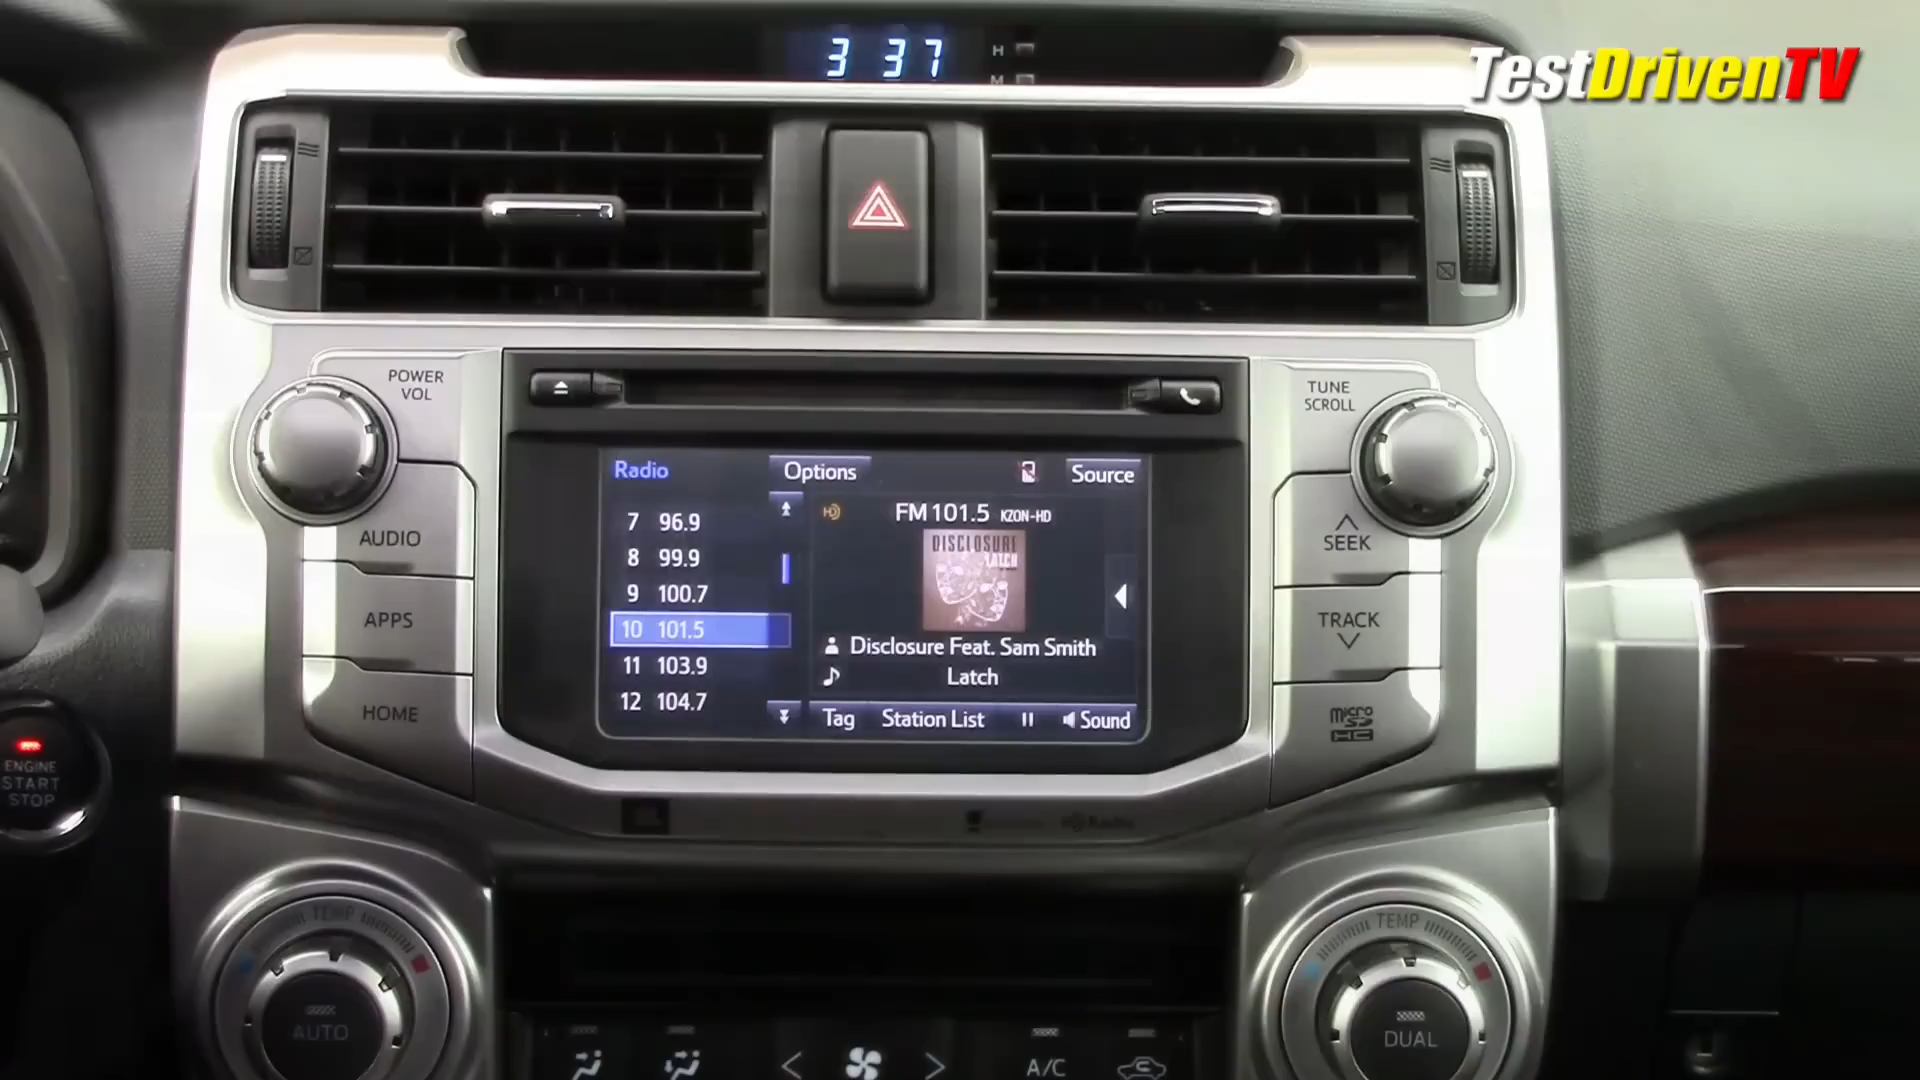 3 37
H
M
TestDrivenTV
POWER
VOL
TUNE
SCROLL
Radio
Options
Source
7 96.9
8 99.9
9 100.7
10 101.5
11 103.9
12 104.7
HD
FM 101.5 KZON-HD
DISCLOSURE
LATCH
Disclosure Feat. Sam Smith
Latch
Tag
Station List
Sound
AUDIO
APPS
HOME
SEEK
TRACK
micro
SD
HC
ENGINE
START
STOP
HD Radio
TEMP
AUTO
TEMP
DUAL
A/C